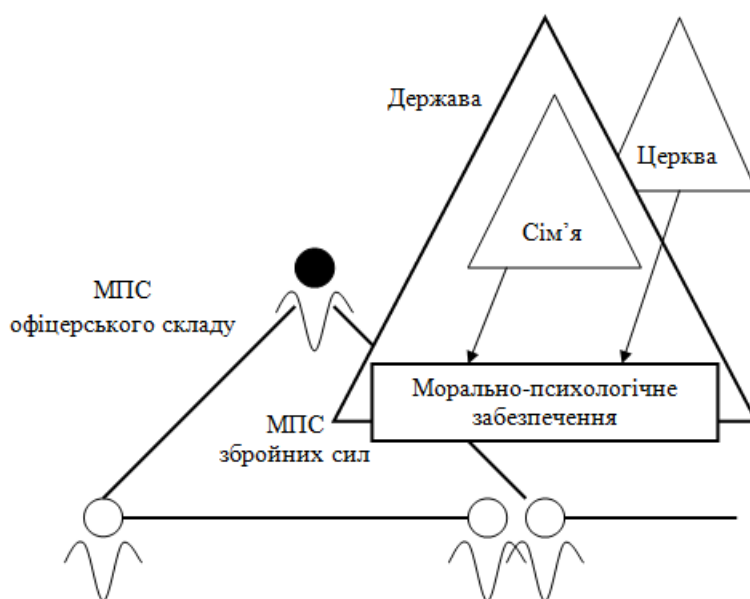 Держава
Церква
Сім’я
МПС
офіцерського складу
Морально-психологічне
забезпечення
МПС
збройних сил